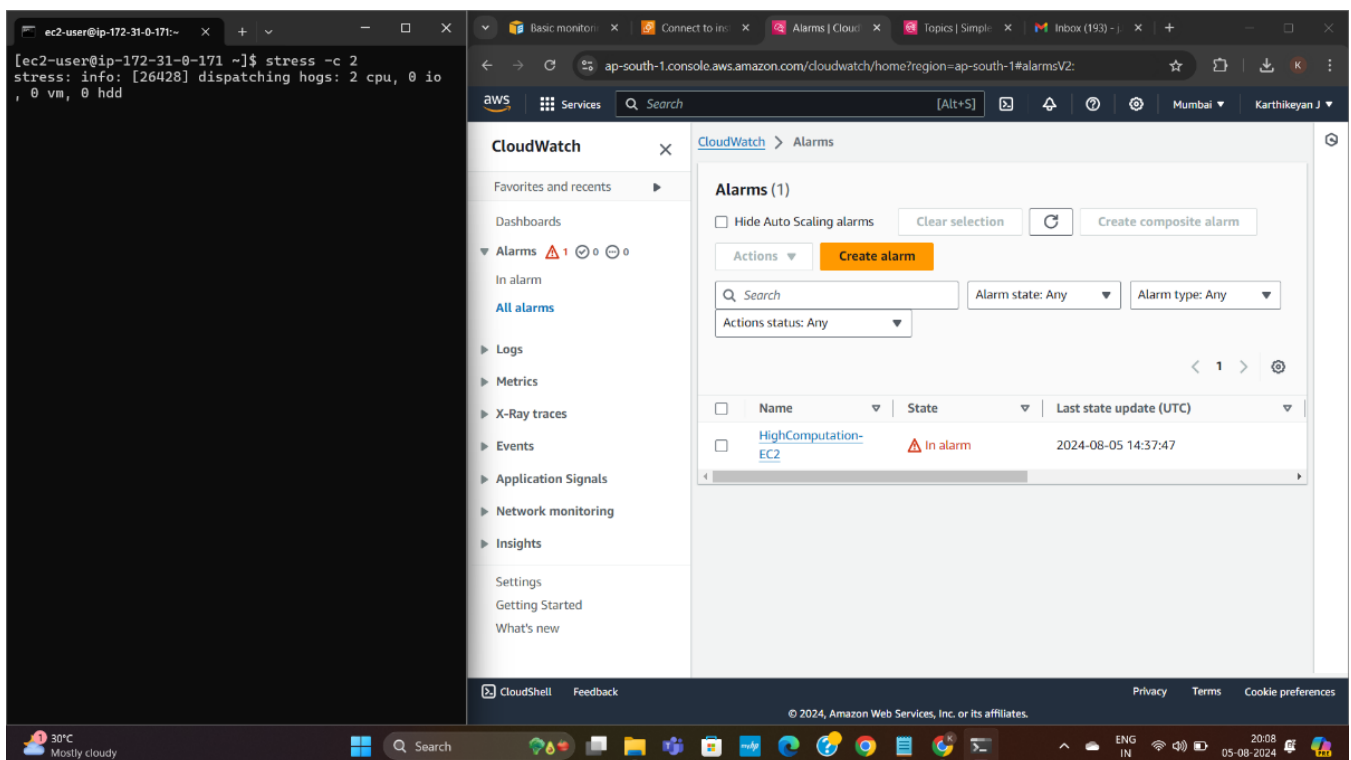 ec2-user@ip-172-31-0-171:~
[ec2-user@ip-172-31-0-171 ~]$ stress -c 2
stress: info: [26428] dispatching hogs: 2 cpu, 0 io
, 0 vm, 0 hdd
Basic monitori
Connect to ins
Alarms | Cloud
Topics | Simple
Inbox (193) - j
ap-south-1.console.aws.amazon.com/cloudwatch/home?region=ap-south-1#alarmsV2:
K
aws
Services
Search
[Alt+S]
Mumbai
Karthikeyan J
CloudWatch
Favorites and recents
Dashboards
Alarms 1 0 0
In alarm
All alarms
Logs
Metrics
X-Ray traces
Events
Application Signals
Network monitoring
Insights
Settings
Getting Started
What's new
CloudWatch > Alarms
Alarms (1)
Hide Auto Scaling alarms
Clear selection
Create composite alarm
Actions
Create alarm
Search
Alarm state: Any
Alarm type: Any
Actions status: Any
1
Name
State
Last state update (UTC)
HighComputation-
EC2
In alarm
2024-08-05 14:37:47
CloudShell
Feedback
Privacy
Terms
Cookie preferences
© 2024, Amazon Web Services, Inc. or its affiliates.
1
30°C
Mostly cloudy
Search
ENG
IN
20:08
05-08-2024